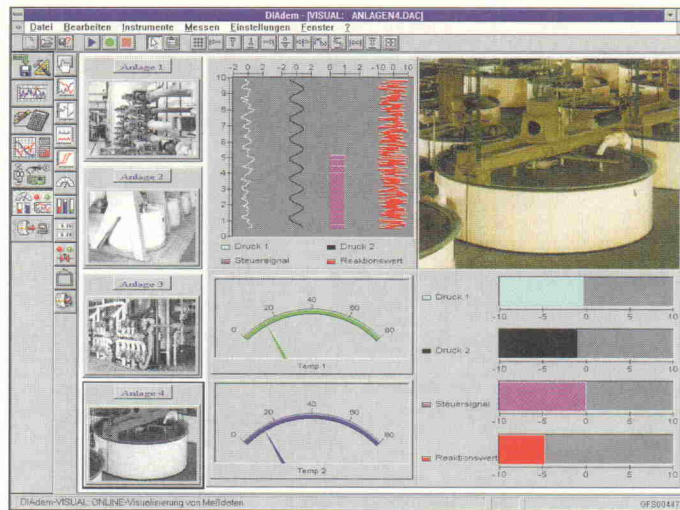 DIAdem - [VISUAL: ANLAGEN4.DAC]
Datei Bearbeiten Instrumente Messen Einstellungen Fenster ?
Anlage 1
Anlage 2
Anlage 3
Anlage 4
-2 0 2 -2 0 2 0 1 -10 0 10
10
9
8
7
6
5
4
3
2
1
0
Druck 1 Druck 2
Steuersignal Reaktionswert
0 20 40 60 80
Temp 1
0 20 40 60 80
Temp 2
Druck 1
-10 -5 0 5 10
Druck 2
-10 -5 0 5 10
Steuersignal
-10 -5 0 5 10
Reaktionswert
-10 -5 0 5 10
DIAdem-VISUAL: ONLINE-Visualisierung von Meßdaten
GFS00447